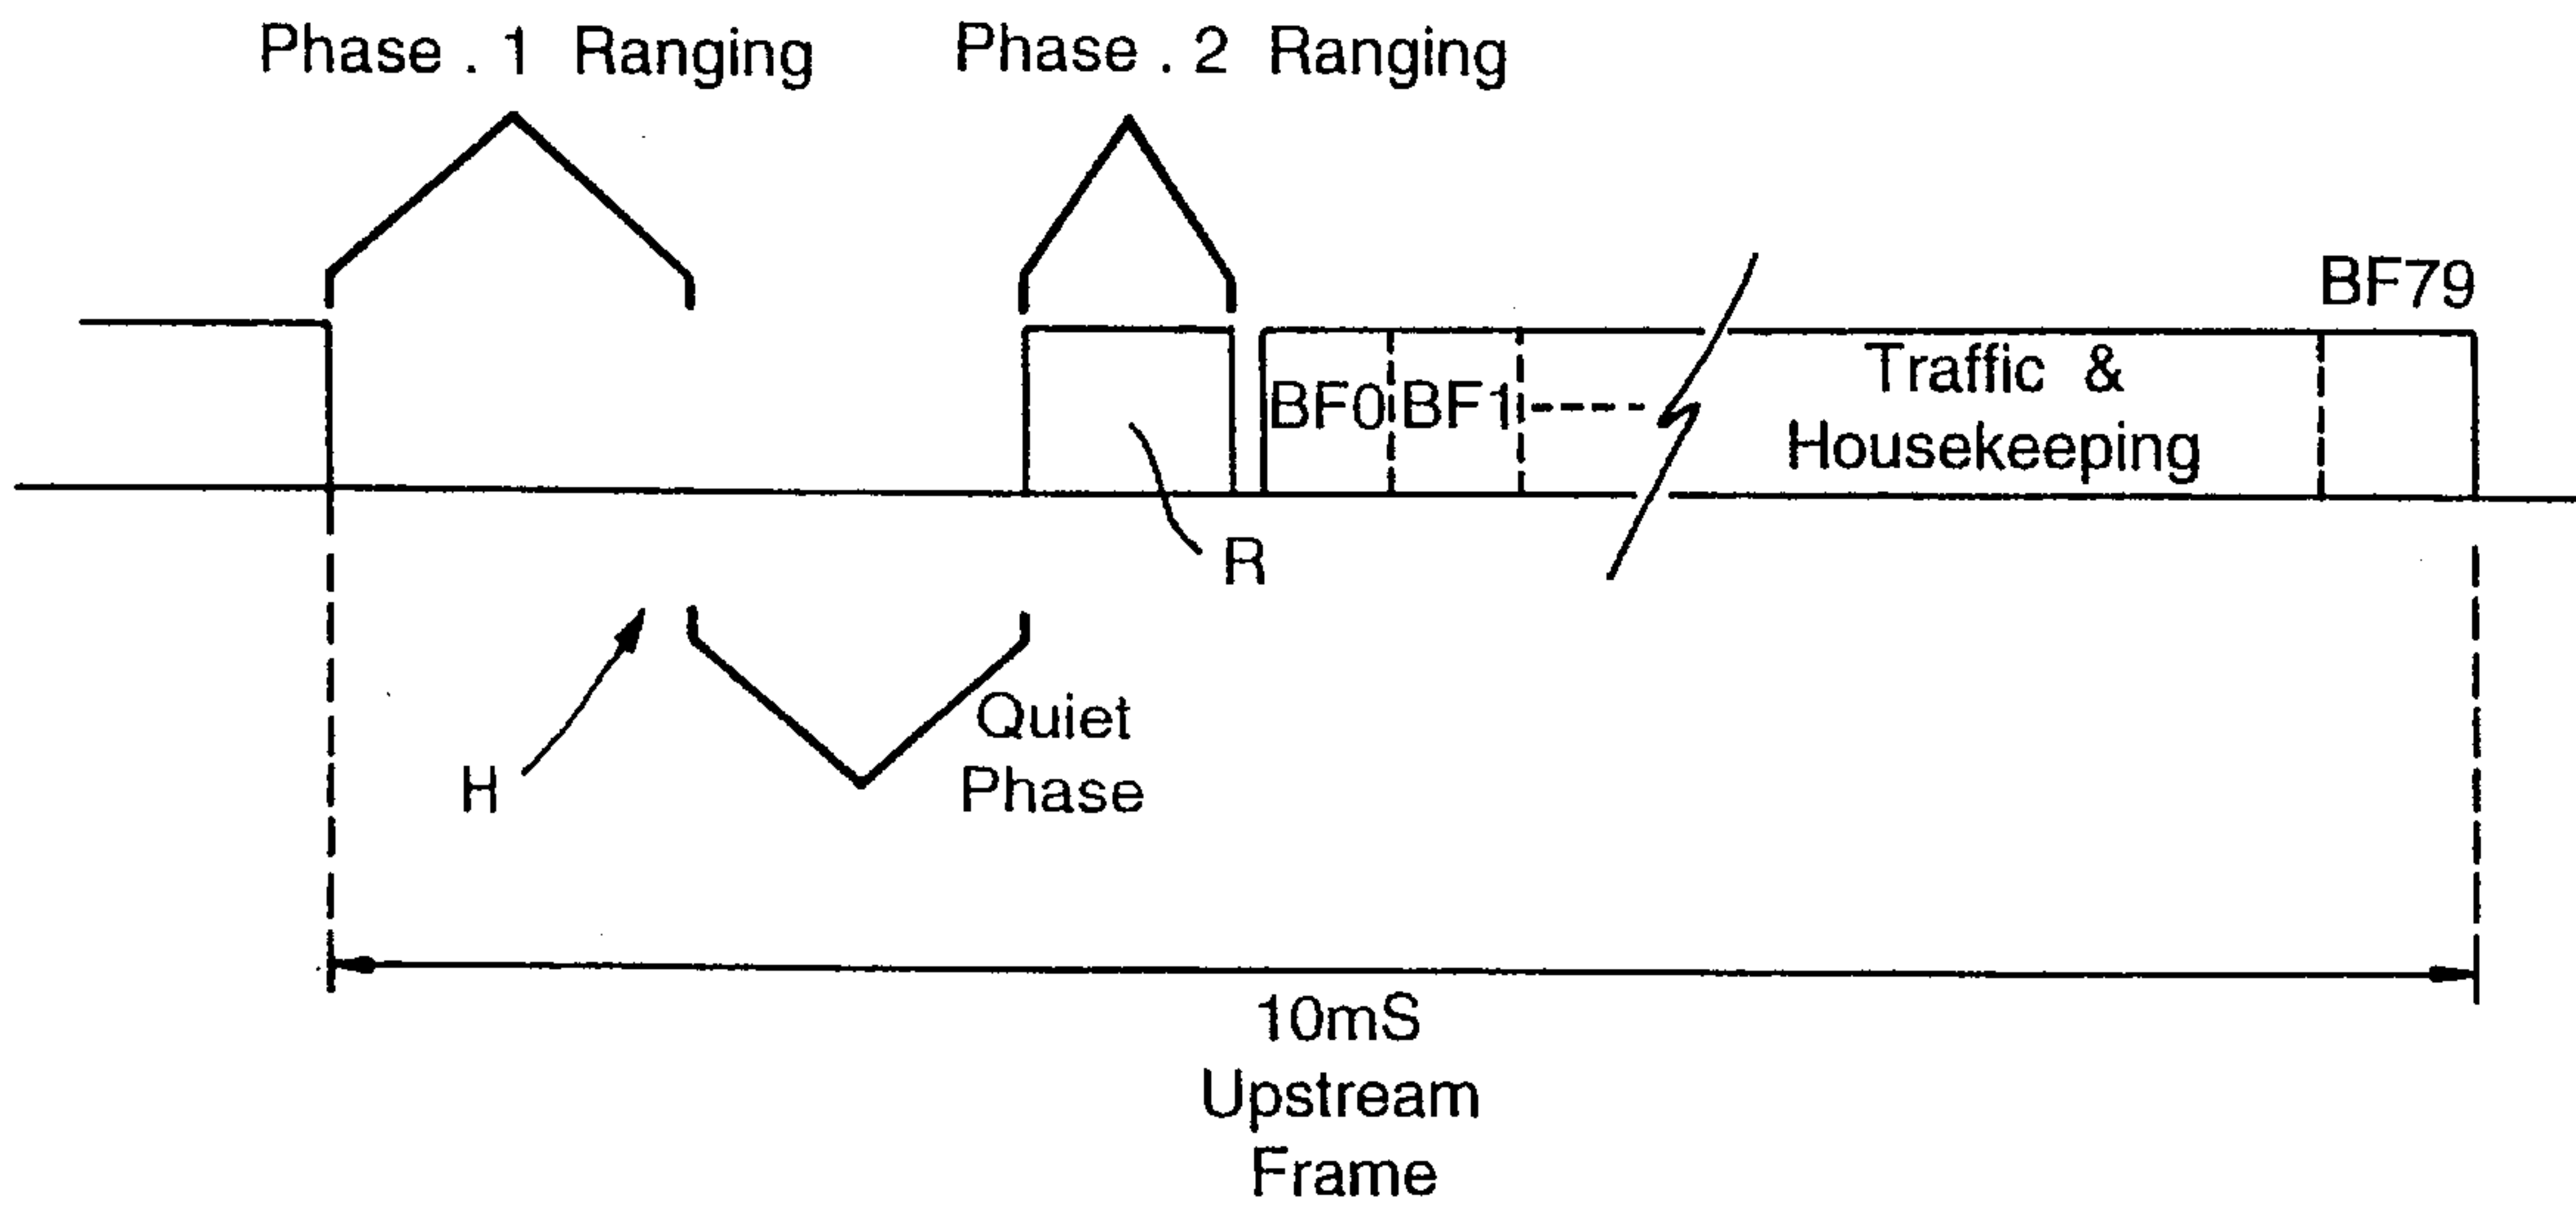 Phase . 1 Ranging
Phase . 2 Ranging
BF79
BF0
BF1
Traffic &
Housekeeping
R
H
Quiet
Phase
10mS
Upstream
Frame